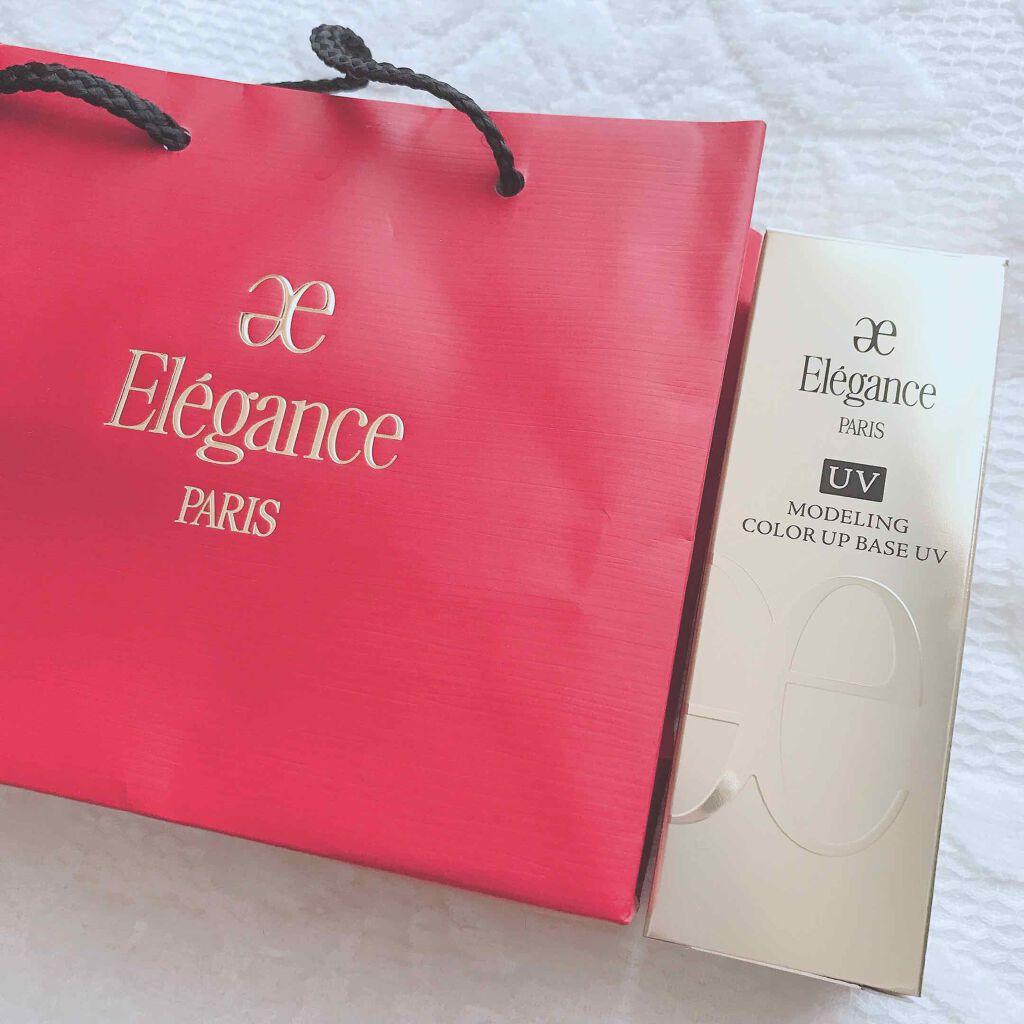 æ
Elégance
PARIS
æ
Elégance
PARIS
UV
MODELING
COLOR UP BASE UV